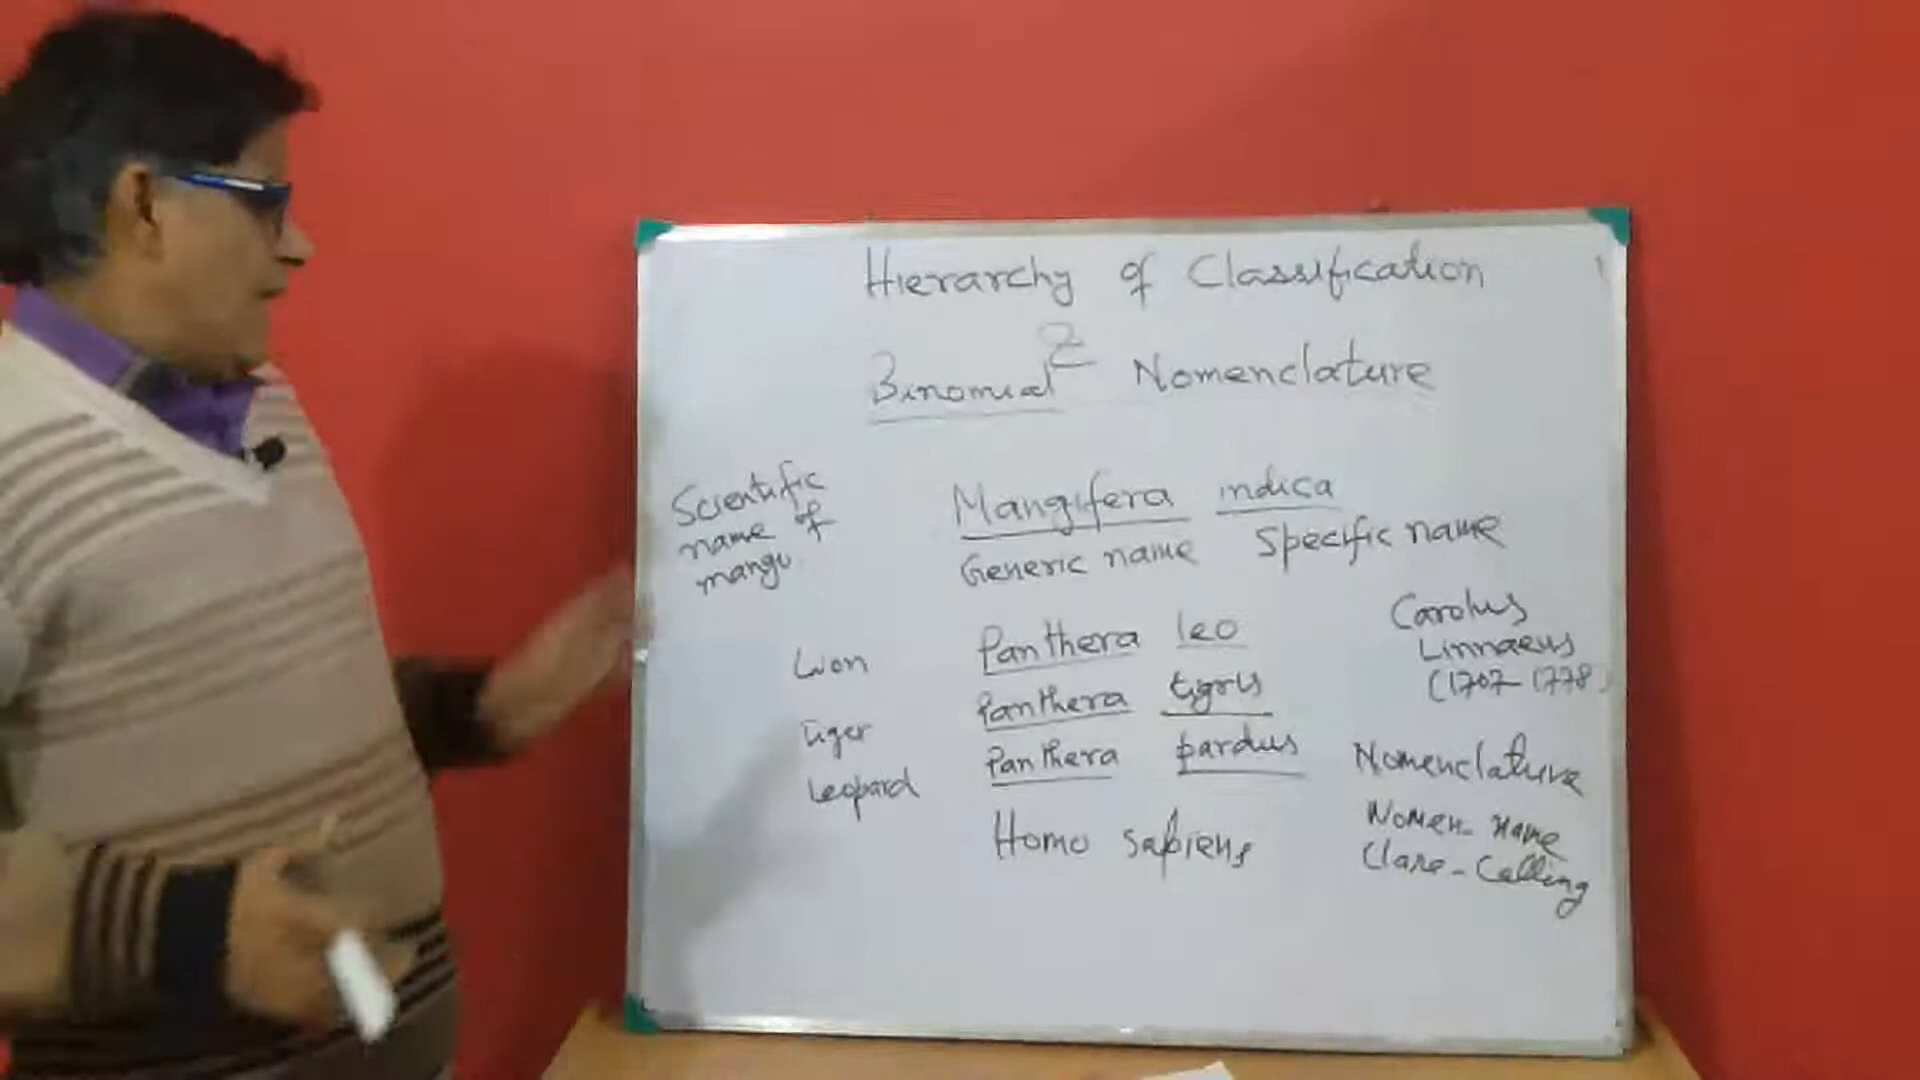 Hierarchy of Classification
&
Binomial Nomenclature
Scientific
name of
mango.
Mangifera indica
Generic name Specific name
Carolus
Linnaeus
(1707-1778)
Lion Panthera leo
Tiger Panthera tigris
Leopard Panthera pardus
Homo sapiens
Nomenclature
Nomen - name
Clare - Calling